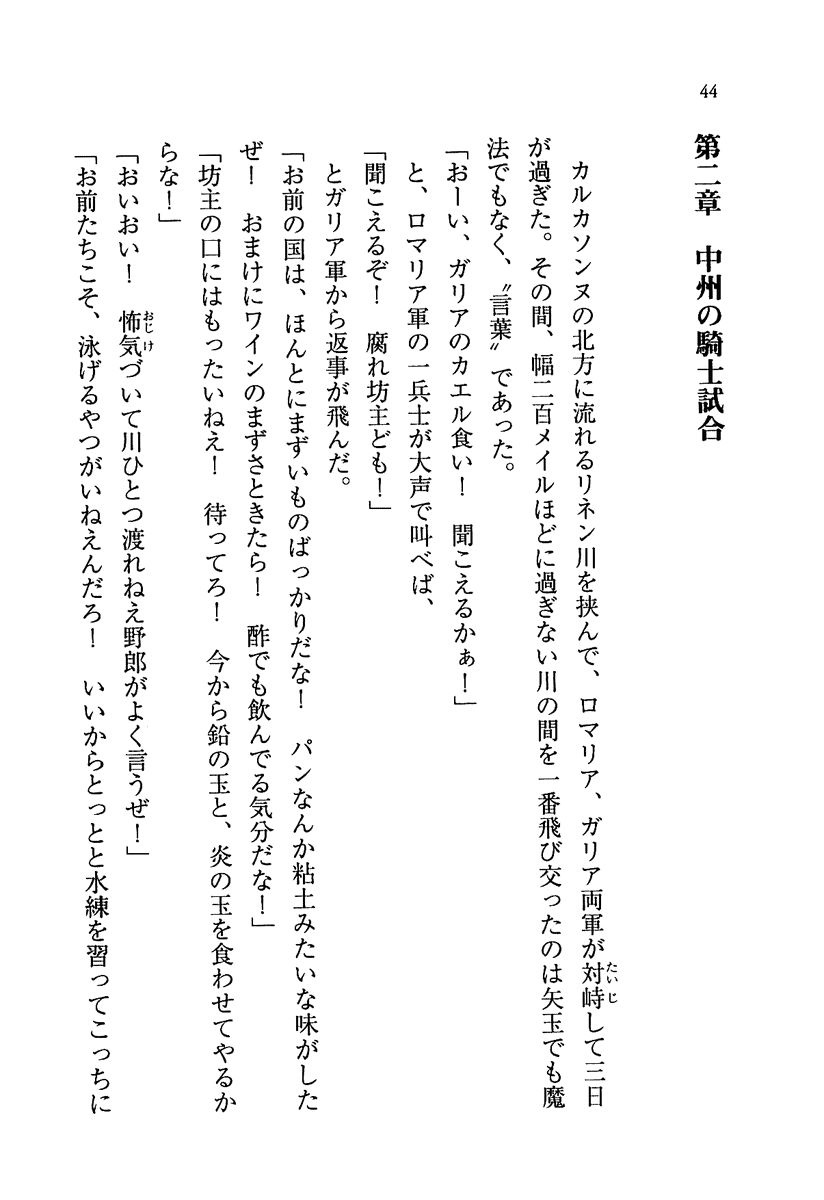 44
第二章　中州の騎士試合
カルカソンヌの北方に流れるリネン川を挟んで、ロマリア、ガリア両軍が対峙して三日
が過ぎた。その間、幅二百メイルほどに過ぎない川の間を一番飛び交ったのは矢玉でも魔
法でもなく、〝言葉〟であった。
「おーい、ガリアのカエル食い！　聞こえるかぁ！」
と、ロマリア軍の一兵士が大声で叫べば、
「聞こえるぞ！　腐れ坊主ども！」
とガリア軍から返事が飛んだ。
「お前の国は、ほんとにまずいものばっかりだな！　パンなんか粘土みたいな味がした
ぜ！　おまけにワインのまずさときたら！　酢でも飲んでる気分だな！」
「坊主の口にはもったいねえ！　待ってろ！　今から鉛の玉と、炎の玉を食わせてやるか
らな！」
「おいおい！　怖気づいて川ひとつ渡れねえ野郎がよく言うぜ！」
「お前たちこそ、泳げるやつがいねえんだろ！　いいからとっとと水練を習ってこっちに